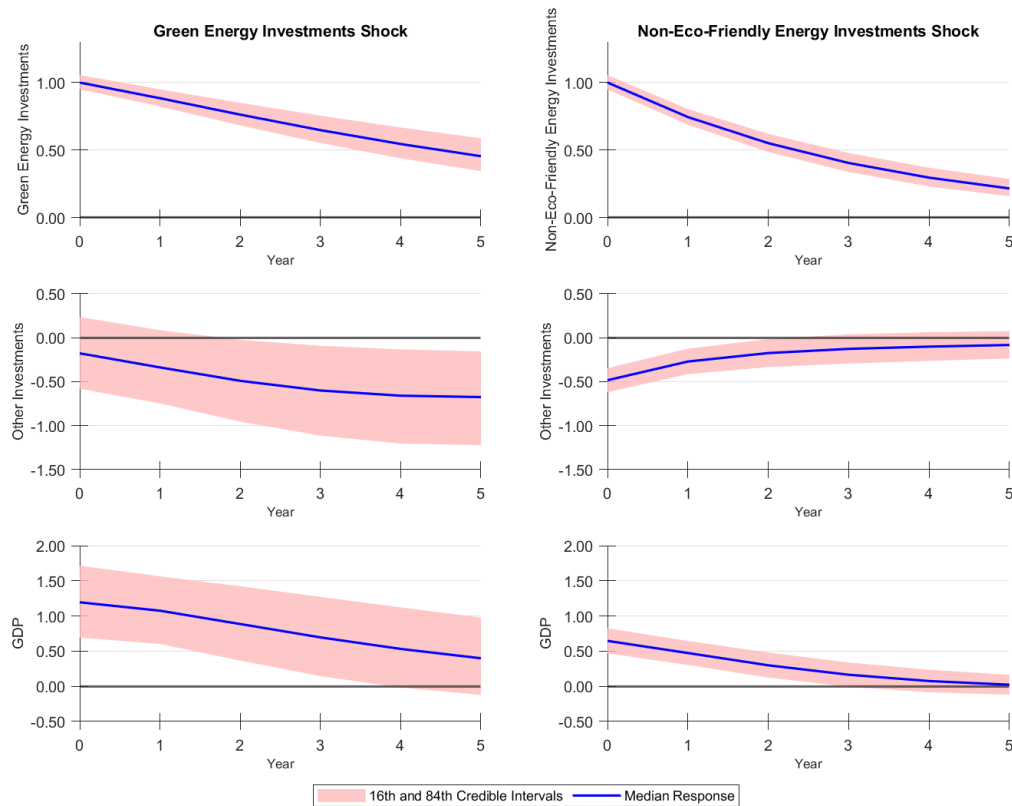 Green Energy Investments Shock
Green Energy Investments
1.00
0.50
0.00
0 1 2 3 4 5
Year
Non-Eco-Friendly Energy Investments Shock
Non-Eco-Friendly Energy Investments
1.00
0.50
0.00
0 1 2 3 4 5
Year
Other Investments
0.50
0.00
-0.50
-1.00
-1.50
0 1 2 3 4 5
Year
Other Investments
0.50
0.00
-0.50
-1.00
-1.50
0 1 2 3 4 5
Year
GDP
2.00
1.50
1.00
0.50
0.00
-0.50
0 1 2 3 4 5
Year
GDP
2.00
1.50
1.00
0.50
0.00
-0.50
0 1 2 3 4 5
Year
16th and 84th Credible Intervals Median Response